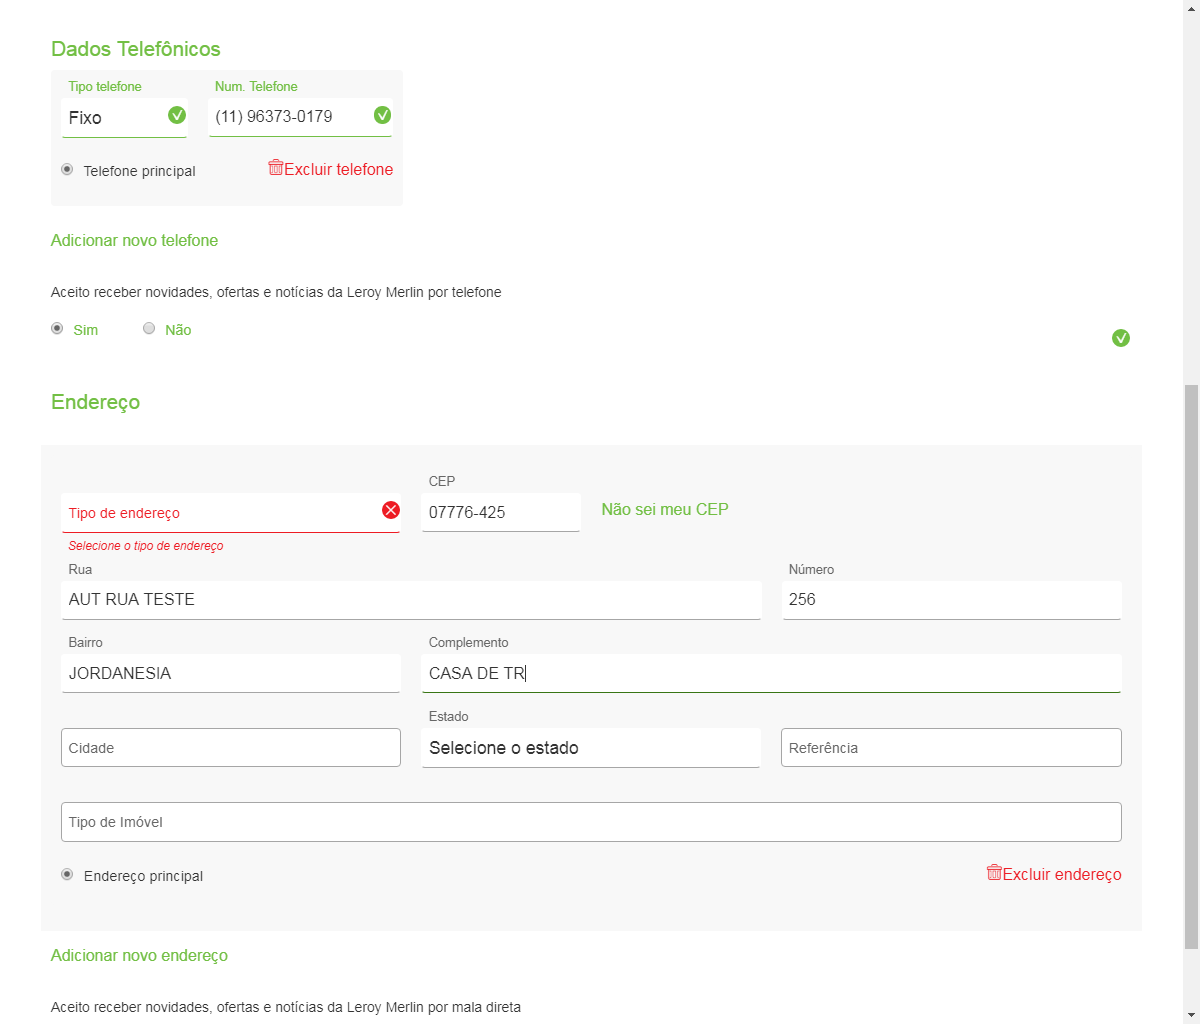 Dados Telefônicos
Tipo telefone Num. Telefone
Fixo (11) 96373-0179
Telefone principal Excluir telefone
Adicionar novo telefone
Aceito receber novidades, ofertas e notícias da Leroy Merlin por telefone
Sim Não
Endereço
CEP
Tipo de endereço 07776-425 Não sei meu CEP
Selecione o tipo de endereço
Rua Número
AUT RUA TESTE 256
Bairro Complemento
JORDANESIA CASA DE TR
Estado
Cidade Selecione o estado Referência
Tipo de Imóvel
Endereço principal Excluir endereço
Adicionar novo endereço
Aceito receber novidades, ofertas e notícias da Leroy Merlin por mala direta